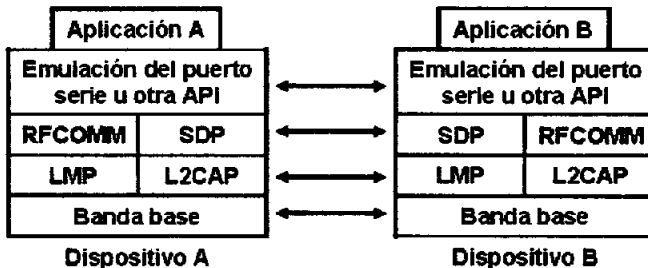 Aplicación A
Aplicación B
Emulación del puerto
serie u otra API
Emulación del puerto
serie u otra API
RFCOMM SDP
SDP RFCOMM
LMP L2CAP
LMP L2CAP
Banda base
Banda base
Dispositivo A
Dispositivo B